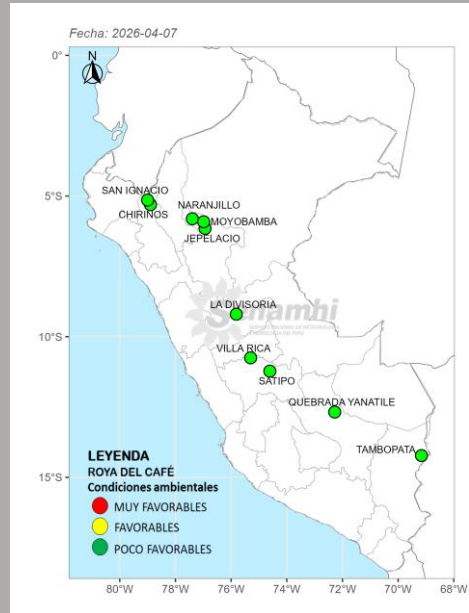 Fecha: 2026-04-07
N
0°
5°S
10°S
15°S
SAN IGNACIO
CHIRINOS
NARANJILLO
MOYOBAMBA
JEPELACIO
LA DIVISORIA
Senamhi
VILLA RICA
SATIPO
QUEBRADA YANATILE
TAMBOPATA
LEYENDA
ROYA DEL CAFÉ
Condiciones ambientales
MUY FAVORABLES
FAVORABLES
POCO FAVORABLES
80°W 78°W 76°W 74°W 72°W 70°W 68°W